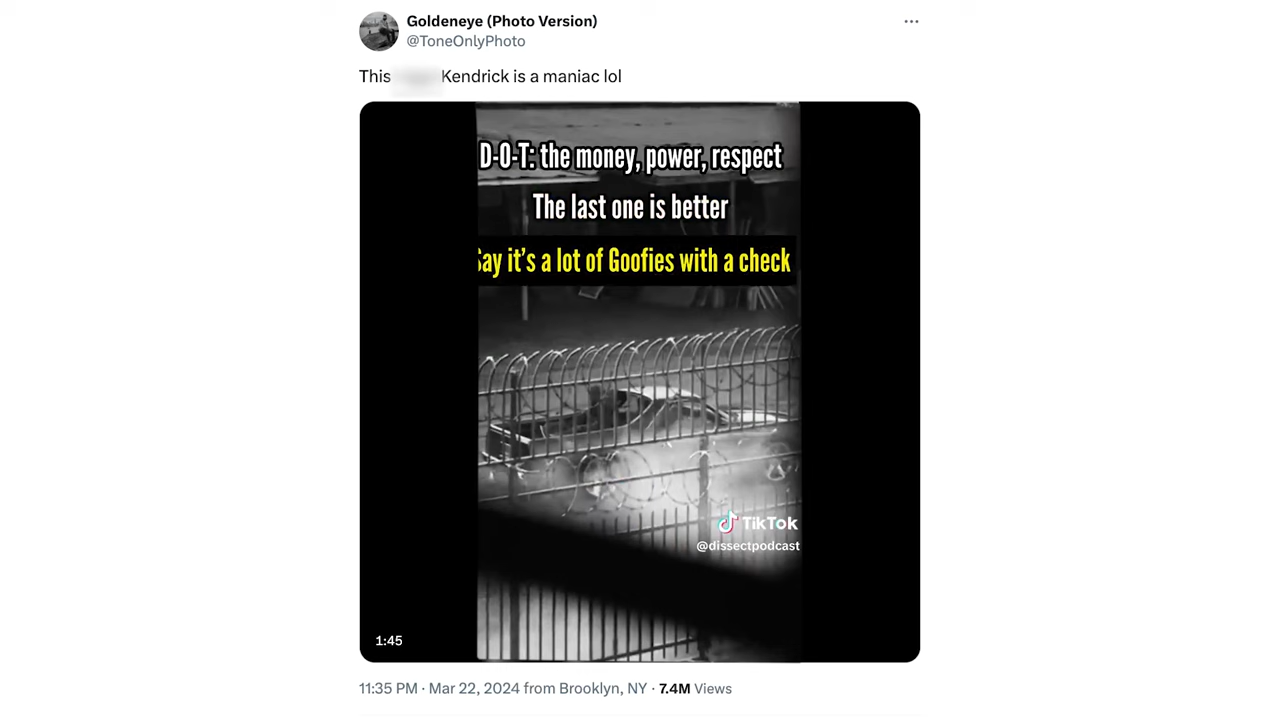 Goldeneye (Photo Version)
@ToneOnlyPhoto
This Kendrick is a maniac lol
D-O-T: the money, power, respect
The last one is better
Say it's a lot of Goofies with a check
TikTok
@dissectpodcast
1:45
11:35 PM · Mar 22, 2024 from Brooklyn, NY · 7.4M Views